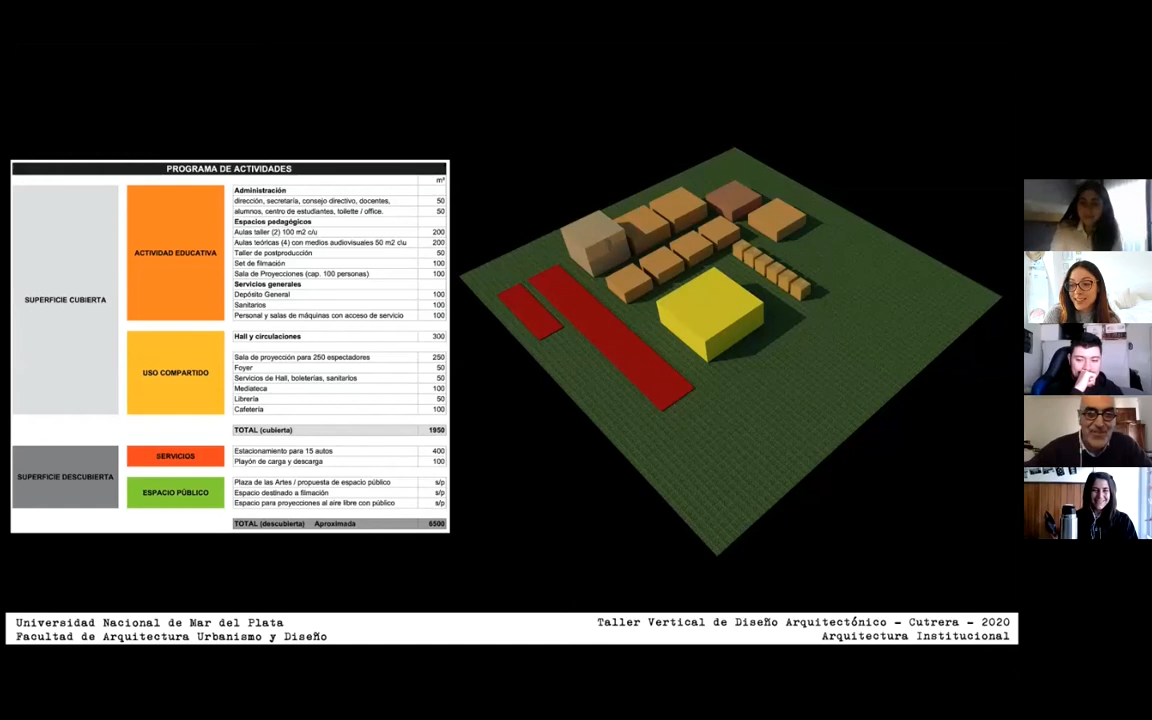 PROGRAMA DE ACTIVIDADES
m²
SUPERFICIE CUBIERTA
ACTIVIDAD EDUCATIVA
Administración
dirección, secretaría, consejo directivo, docentes, 50
alumnos, centro de estudiantes, toilette / office. 50
Espacios pedagógicos
Aulas taller (2) 100 m2 c/u 200
Aulas teóricas (4) con medios audiovisuales 50 m2 c/u 200
Taller de postproducción 50
Set de filmación 100
Sala de Proyecciones (cap. 100 personas) 100
Servicios generales
Depósito General 100
Sanitarios 100
Personal y salas de máquinas con acceso de servicio 100
USO COMPARTIDO
Hall y circulaciones 300
Sala de proyección para 250 espectadores 250
Foyer 50
Servicios de Hall, boleterías, sanitarios 50
Mediateca 100
Librería 50
Cafetería 100
TOTAL (cubierta) 1950
SUPERFICIE DESCUBIERTA
SERVICIOS
Estacionamiento para 15 autos 400
Playón de carga y descarga 100
ESPACIO PÚBLICO
Plaza de las Artes / propuesta de espacio público s/p
Espacio destinado a filmación s/p
Espacio para proyecciones al aire libre con público s/p
TOTAL (descubierta) Aproximada 6500
Universidad Nacional de Mar del Plata
Facultad de Arquitectura Urbanismo y Diseño
Taller Vertical de Diseño Arquitectónico - Cutrera - 2020
Arquitectura Institucional